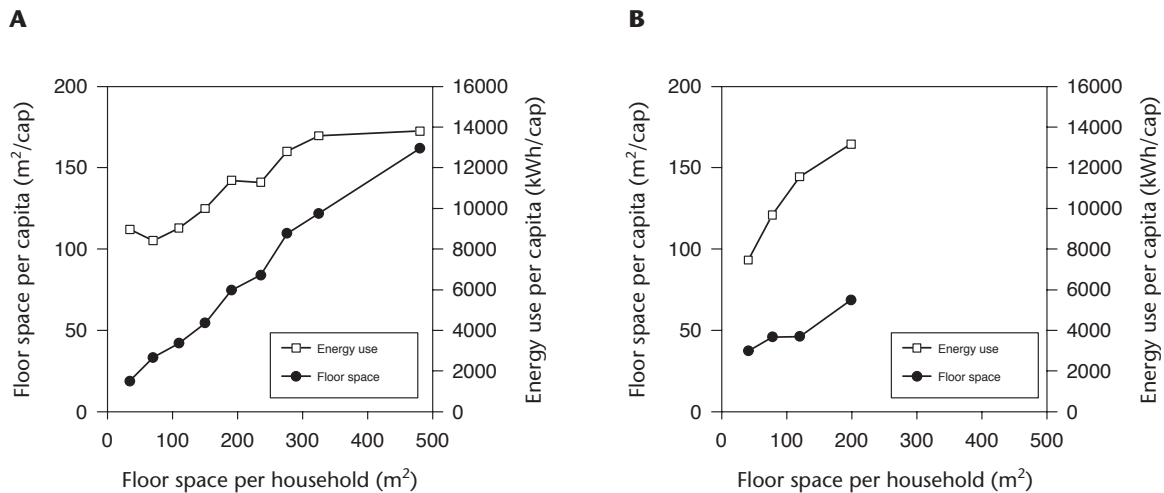 A
Floor space per capita (m²/cap)
200
150
100
50
0
16000
14000
12000
10000
8000
6000
4000
2000
0
Energy use per capita (kWh/cap)
Energy use
Floor space
0 100 200 300 400 500
Floor space per household (m²)
B
Floor space per capita (m²/cap)
200
150
100
50
0
16000
14000
12000
10000
8000
6000
4000
2000
0
Energy use per capita (kWh/cap)
Energy use
Floor space
0 100 200 300 400 500
Floor space per household (m²)